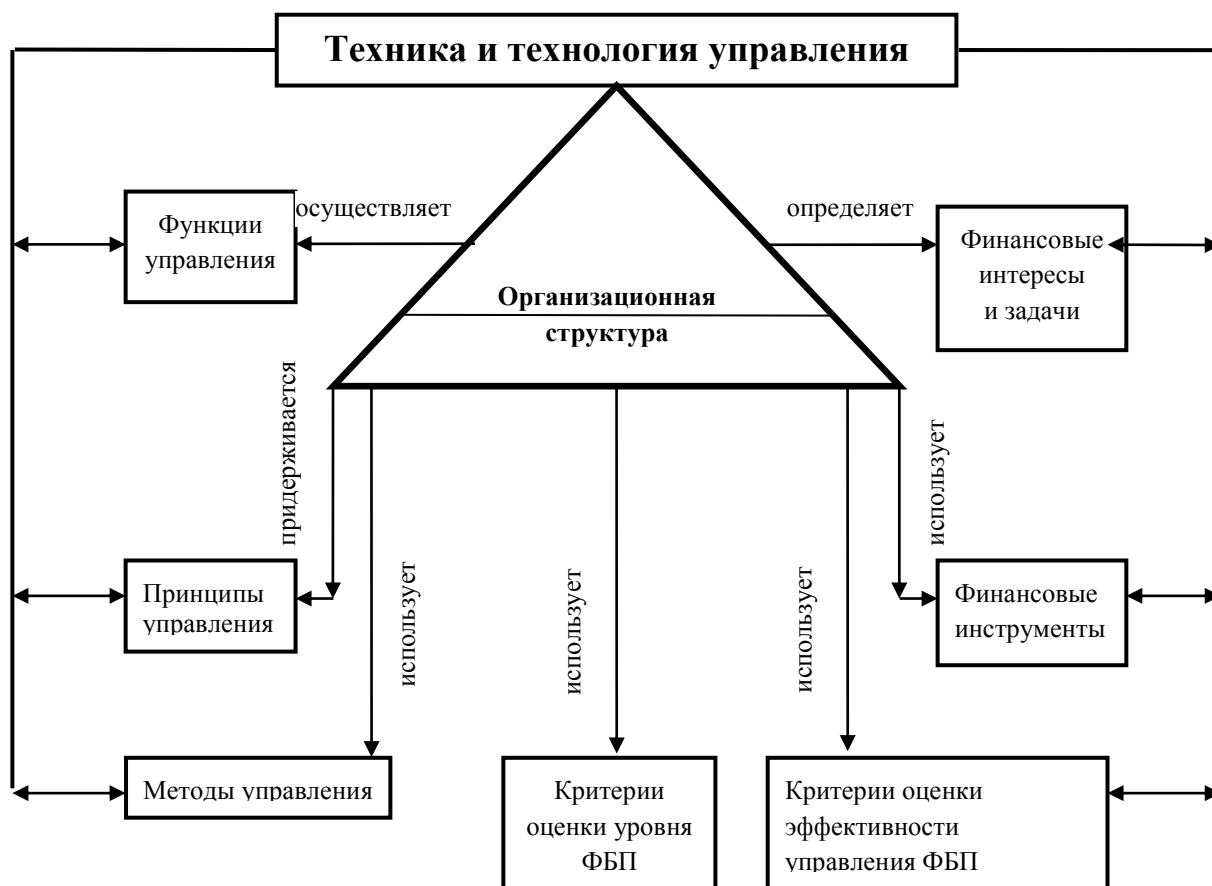 Техника и технология управления
осуществляет
определяет
Функции
управления
Финансовые
интересы
и задачи
Организационная
структура
придерживается
использует
использует
использует
использует
Принципы
управления
Финансовые
инструменты
Методы управления
Критерии
оценки уровня
ФБП
Критерии оценки
эффективности
управления ФБП